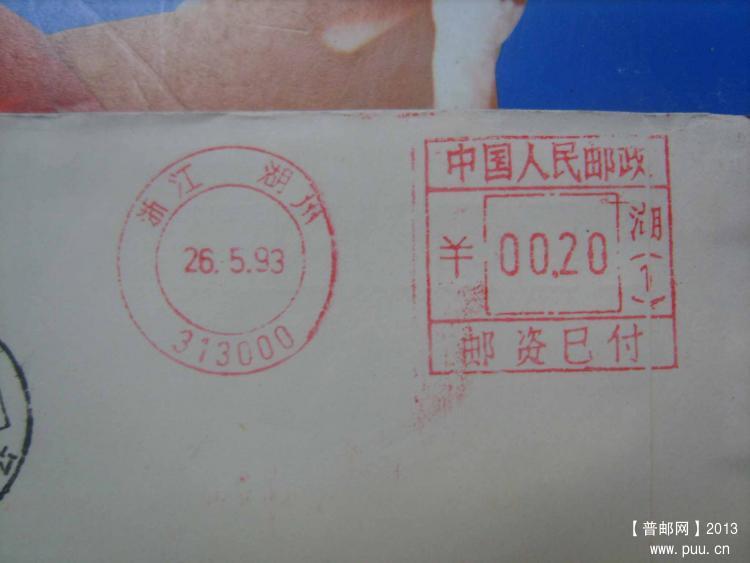 浙江 湖州
26.5.93
313000
中国人民邮政
¥ 00.20 湖(1)
邮资已付
【普邮网】2013
www.puu.cn